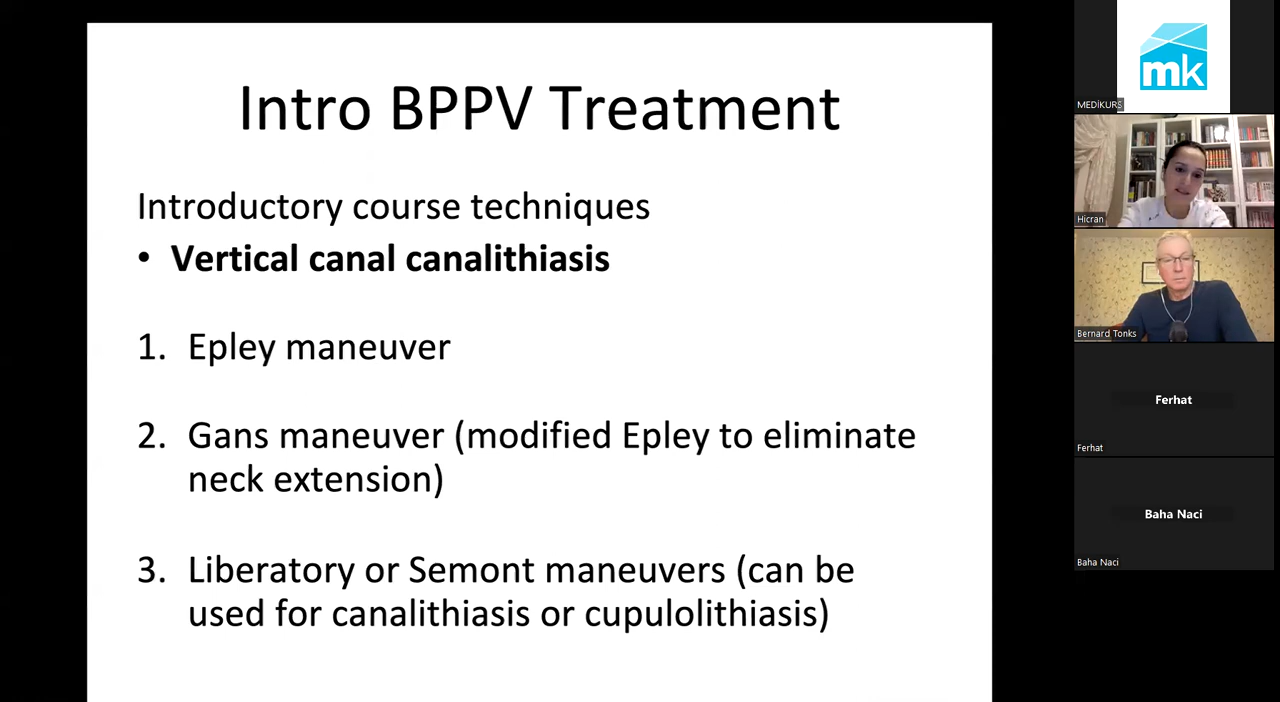 Intro BPPV Treatment
Introductory course techniques
• Vertical canal canalithiasis
1. Epley maneuver
2. Gans maneuver (modified Epley to eliminate
neck extension)
3. Liberatory or Semont maneuvers (can be
used for canalithiasis or cupulolithiasis)
mk
MEDİKURS
Hicran
Bernard Tonks
Ferhat
Ferhat
Baha Naci
Baha Naci